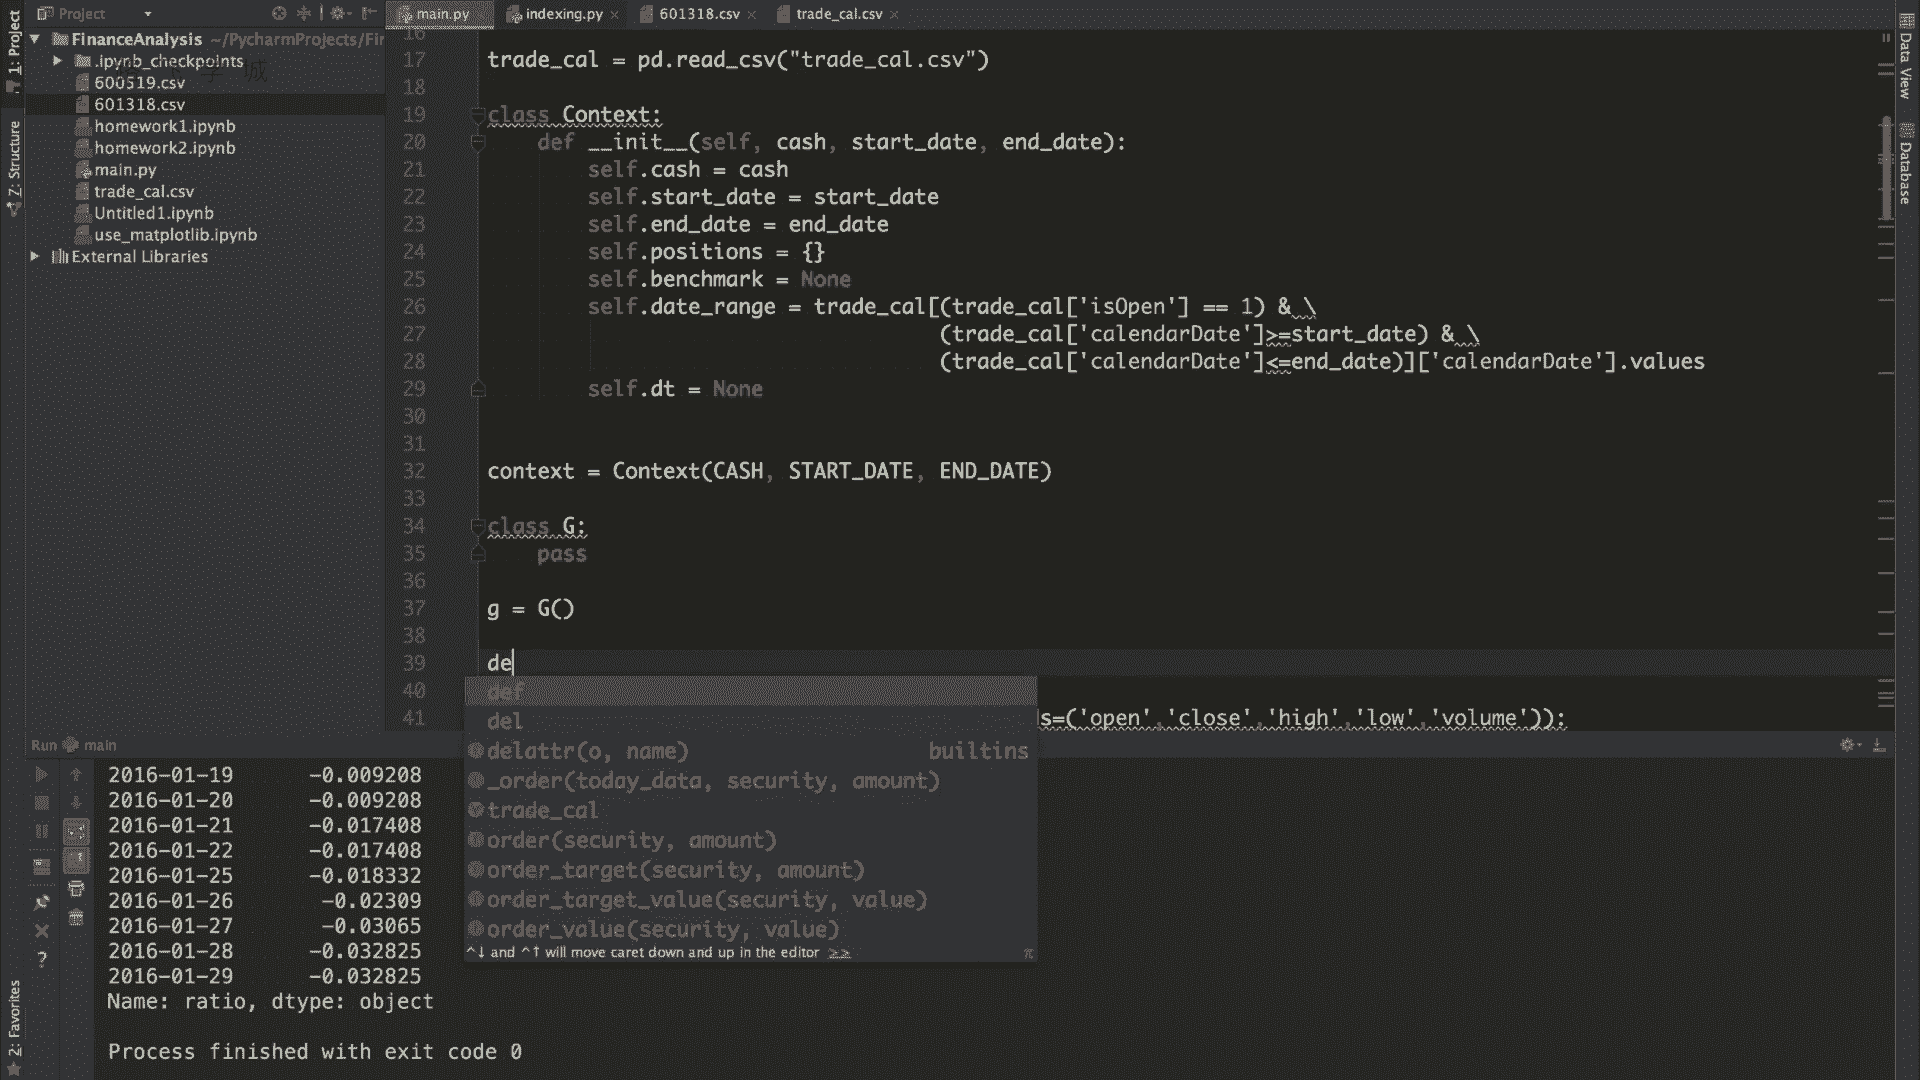 1: Project
Z: Structure
2: Favorites
Project
FinanceAnalysis ~/PycharmProjects/Fir
.ipynb_checkpoints
600519.csv
601318.csv
homework1.ipynb
homework2.ipynb
main.py
trade_cal.csv
Untitled1.ipynb
use_matplotlib.ipynb
External Libraries
main.py indexing.py 601318.csv trade_cal.csv
16
17 trade_cal = pd.read_csv("trade_cal.csv")
18
19 class Context:
20 def __init__(self, cash, start_date, end_date):
21 self.cash = cash
22 self.start_date = start_date
23 self.end_date = end_date
24 self.positions = {}
25 self.benchmark = None
26 self.date_range = trade_cal[(trade_cal['isOpen'] == 1) & \
27 (trade_cal['calendarDate']>=start_date) & \
28 (trade_cal['calendarDate']<=end_date)]['calendarDate'].values
29 self.dt = None
30
31
32 context = Context(CASH, START_DATE, END_DATE)
33
34 class G:
35 pass
36
37 g = G()
38
39 de
40
41 s=('open','close','high','low','volume')):
def
del
delattr(o, name) builtins
_order(today_data, security, amount)
trade_cal
order(security, amount)
order_target(security, amount)
order_target_value(security, value)
order_value(security, value)
^↓ and ^↑ will move caret down and up in the editor >>
π
Data View
Database
Run main
2016-01-19 -0.009208
2016-01-20 -0.009208
2016-01-21 -0.017408
2016-01-22 -0.017408
2016-01-25 -0.018332
2016-01-26 -0.02309
2016-01-27 -0.03065
2016-01-28 -0.032825
2016-01-29 -0.032825
Name: ratio, dtype: object
Process finished with exit code 0